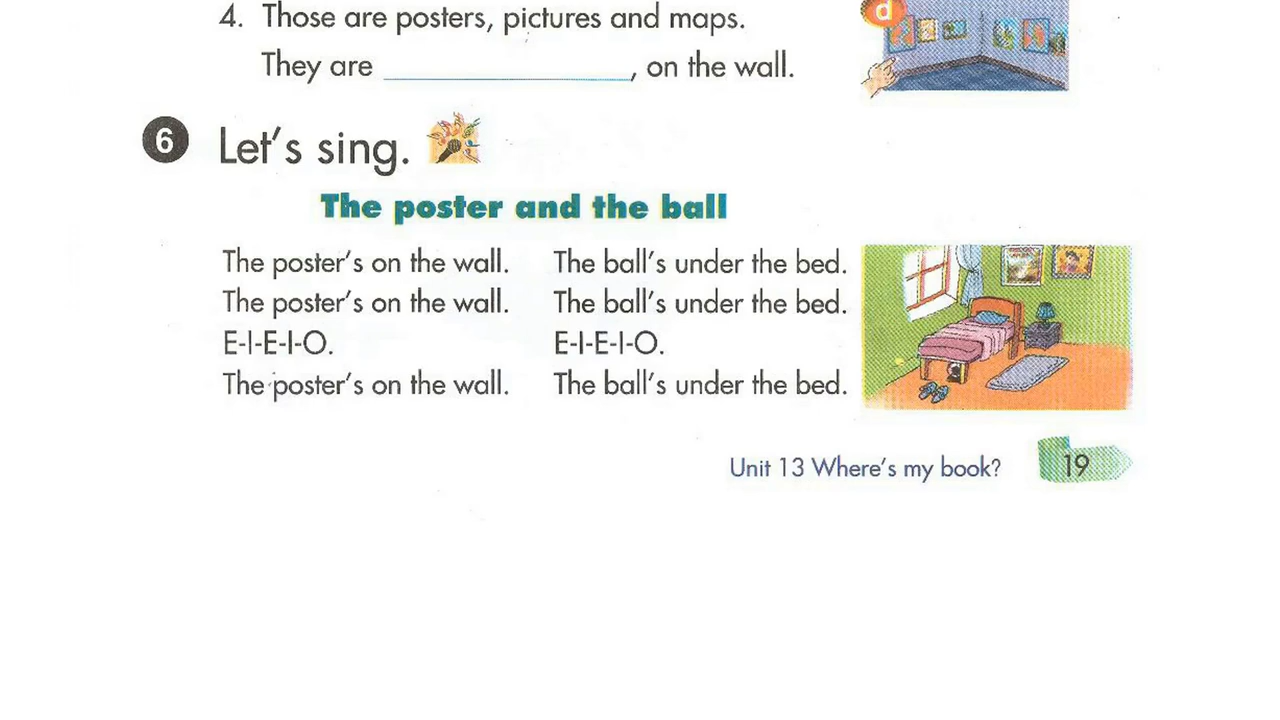 4. Those are posters, pictures and maps.
d
They are ____________________, on the wall.
6 Let's sing.
The poster and the ball
The poster's on the wall. The ball's under the bed.
The poster's on the wall. The ball's under the bed.
E-I-E-I-O. E-I-E-I-O.
The poster's on the wall. The ball's under the bed.
Unit 13 Where's my book? 19